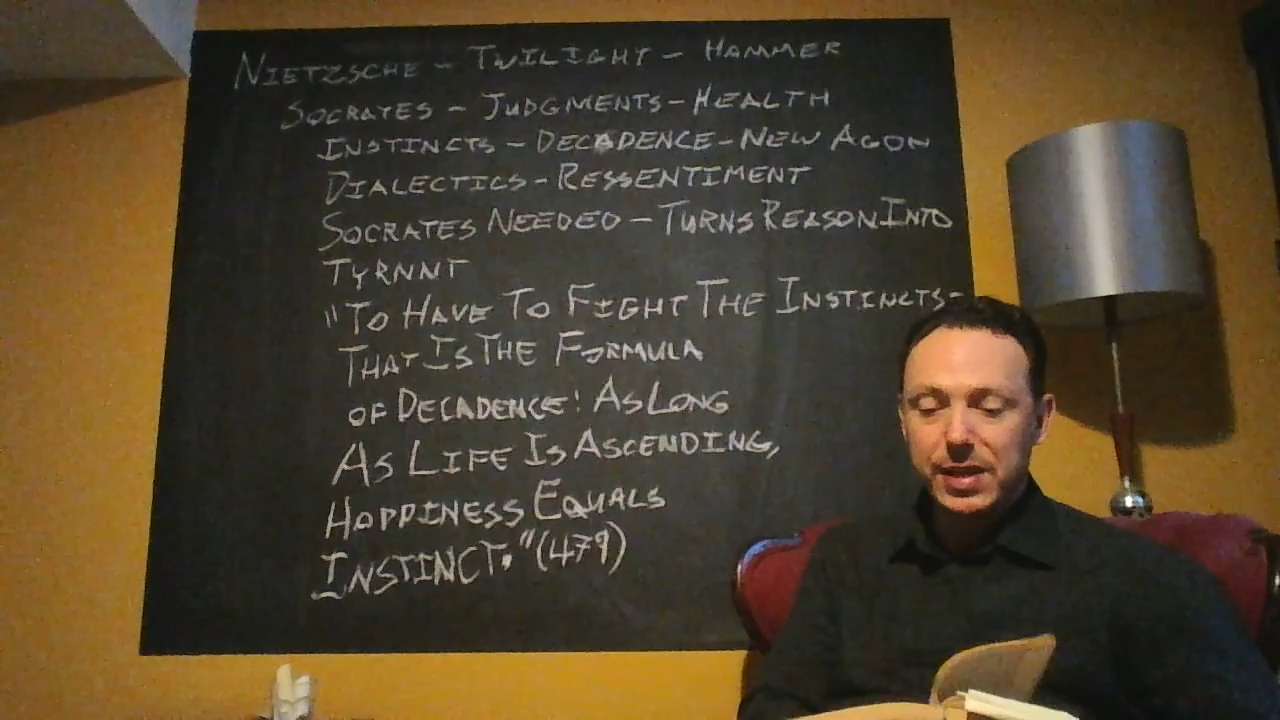 NIETZSCHE - TWILIGHT - HAMMER
SOCRATES - JUDGMENTS - HEALTH
INSTINCTS - DECADENCE - NEW AGON
DIALECTICS - RESSENTIMENT
SOCRATES NEEDED - TURNS REASON INTO
TYRNNT
"TO HAVE TO FIGHT THE INSTINCTS-
THAT IS THE FORMULA
OF DECADENCE: AS LONG
AS LIFE IS ASCENDING,
HAPPINESS EQUALS
INSTINCT." (479)